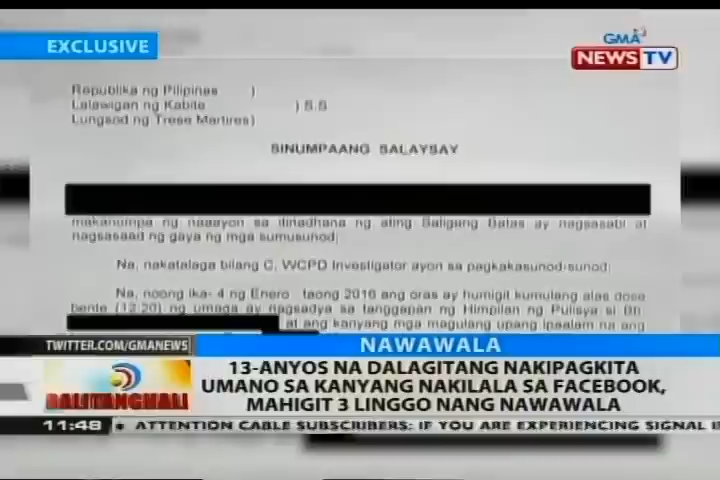 EXCLUSIVE
GMA
NEWS TV
Republika ng Pilipinas )
Lalawigan ng Kabite ) S.S
Lungsod ng Trese Martires)
SINUMPAANG SALAYSAY
makanumpa ng naaayon sa itinadhana ng ating Saligang Batas ay nagsasabi at
nagsasaad ng gaya ng mga sumusunod;
Na, nakatalaga bilang C, WCPD Investigator ayon sa pagkakasunod-sunod;
Na, noong ika- 4 ng Enero taong 2016 ang oras ay humigit kumulang alas dose
bente (12:20) ng umaga ay nagsadya sa tanggapan ng Himpilan ng Pulisya si Bb.
at ang kanyang mga magulang upang ipaalam na ang
TWITTER.COM/GMANEWS
NAWAWALA
BALITANGHALI
13-ANYOS NA DALAGITANG NAKIPAGKITA
UMANO SA KANYANG NAKILALA SA FACEBOOK,
MAHIGIT 3 LINGGO NANG NAWAWALA
11:48
ATTENTION CABLE SUBSCRIBERS: IF YOU ARE EXPERIENCING SIGNAL